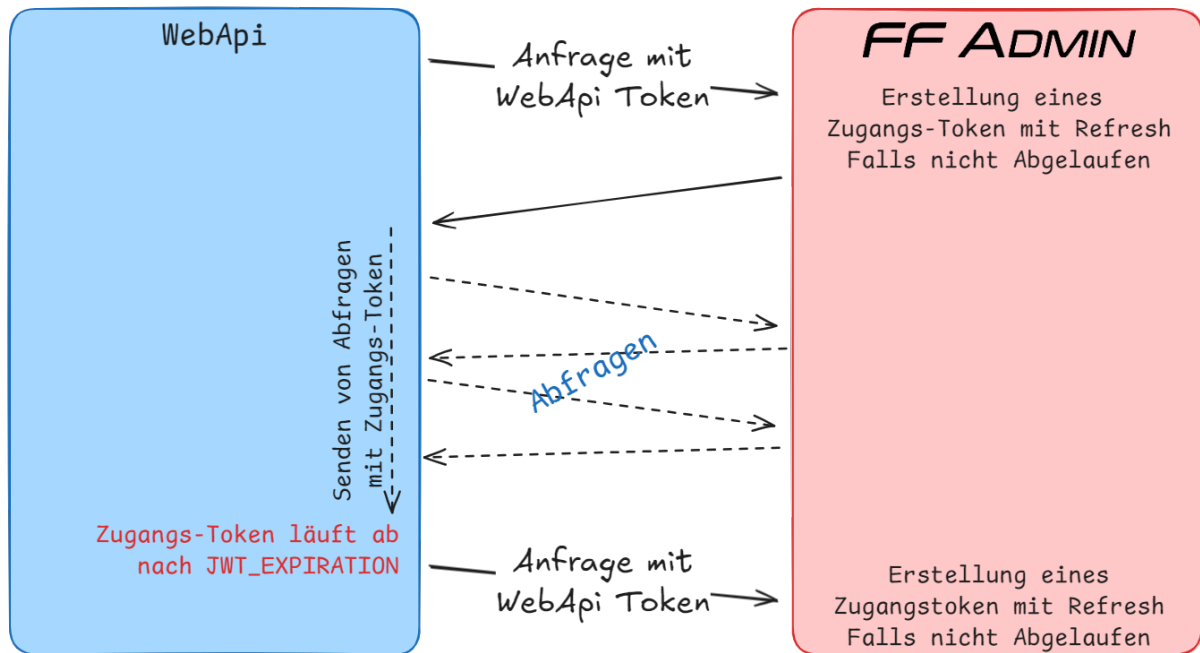 WebApi
Anfrage mit
WebApi Token
FF ADMIN
Erstellung eines
Zugangs-Token mit Refresh
Falls nicht Abgelaufen
Senden von Abfragen
mit Zugangs-Token
Abfragen
Zugangs-Token läuft ab
nach JWT_EXPIRATION
Anfrage mit
WebApi Token
Erstellung eines
Zugangstoken mit Refresh
Falls nicht Abgelaufen